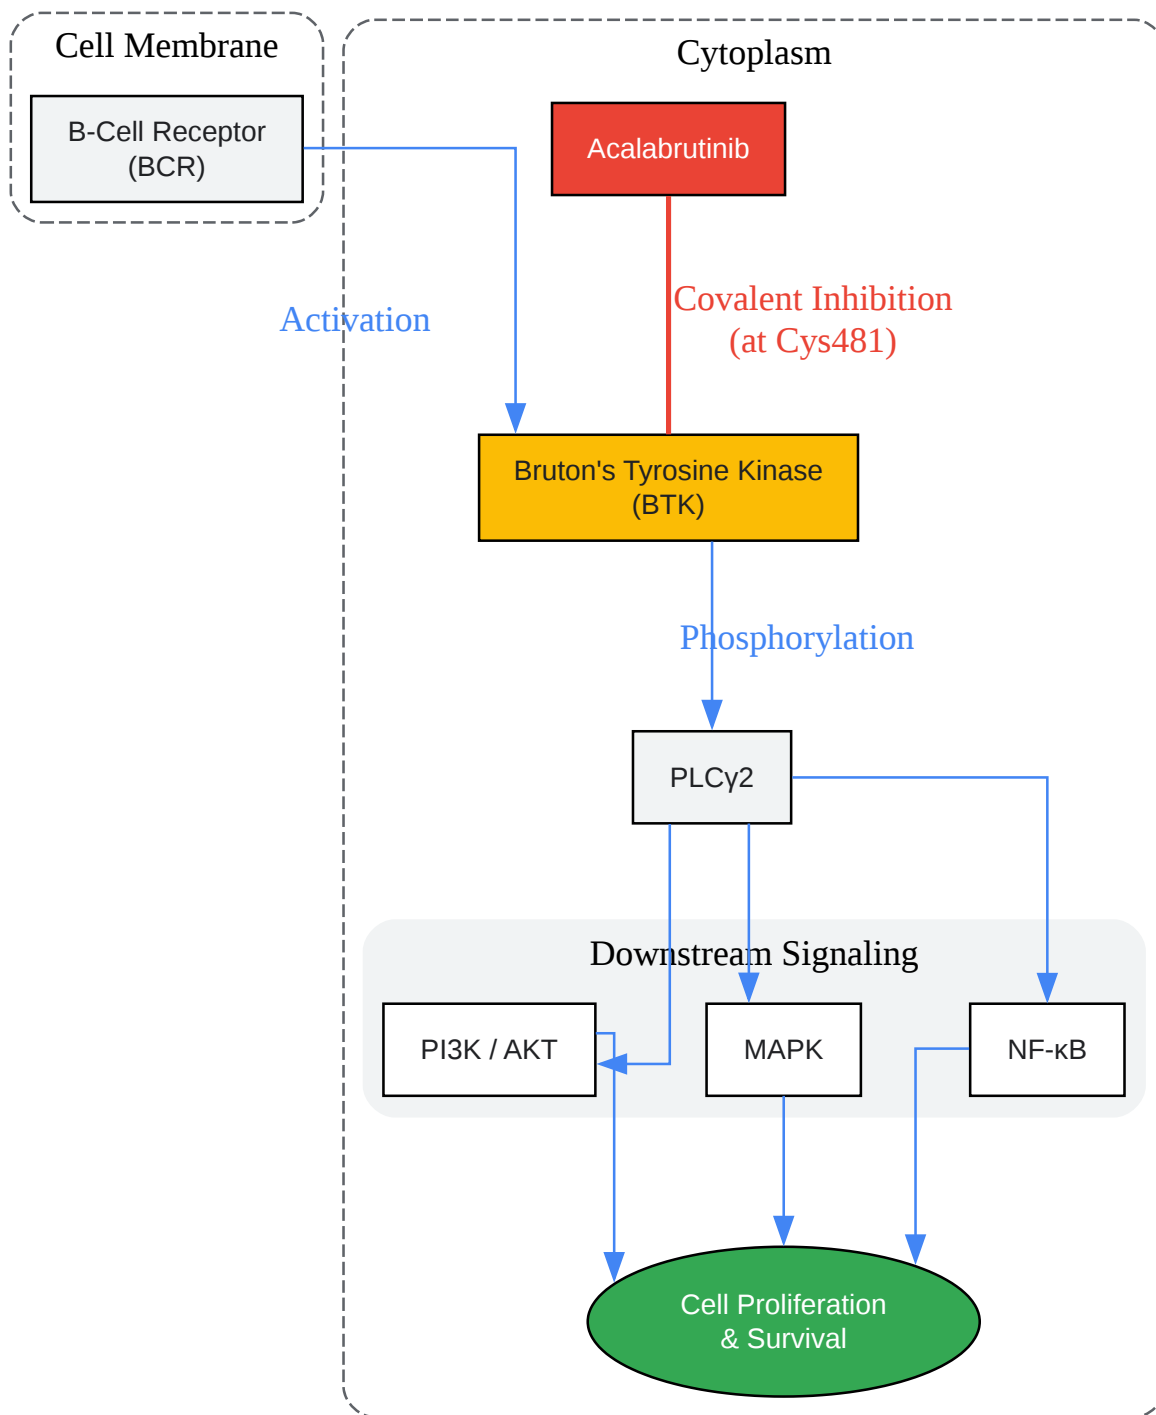 Cell Membrane
B-Cell Receptor
(BCR)
Cytoplasm
Acalabrutinib
Covalent Inhibition
(at Cys481)
Activation
Bruton's Tyrosine Kinase
(BTK)
Phosphorylation
PLCγ2
Downstream Signaling
PI3K / AKT
MAPK
NF-κB
Cell Proliferation
& Survival